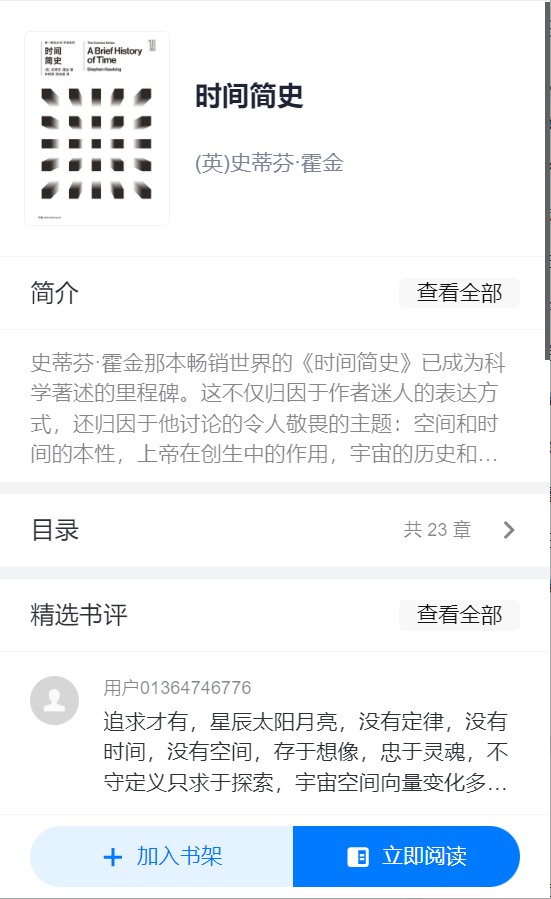 时间
简史
A Brief History
of Time
Stephen Hawking
时间简史
(英)史蒂芬·霍金
简介
查看全部
史蒂芬·霍金那本畅销世界的《时间简史》已成为科
学著述的里程碑。这不仅归因于作者迷人的表达方
式，还归因于他讨论的令人敬畏的主题：空间和时
间的本性，上帝在创生中的作用，宇宙的历史和…
目录
共 23 章
精选书评
查看全部
用户01364746776
追求才有，星辰太阳月亮，没有定律，没有
时间，没有空间，存于想像，忠于灵魂，不
守定义只求于探索，宇宙空间向量变化多…
加入书架
立即阅读